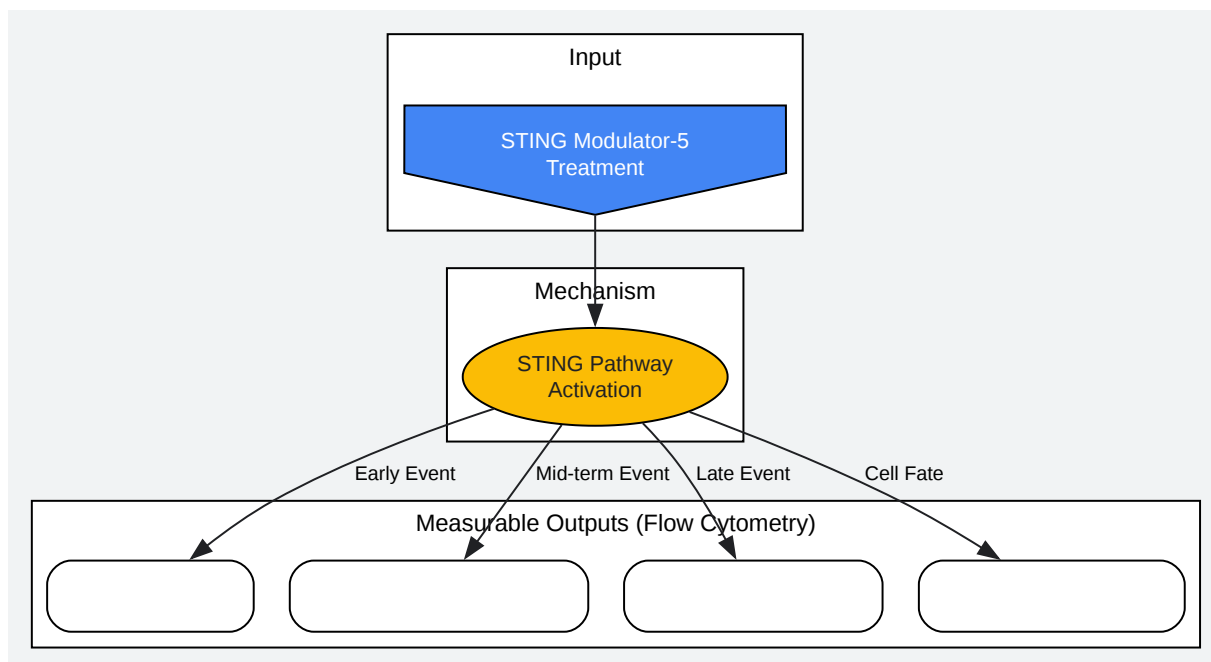 Input
STING Modulator-5
Treatment
Mechanism
STING Pathway
Activation
Early Event
Mid-term Event
Late Event
Cell Fate
Measurable Outputs (Flow Cytometry)